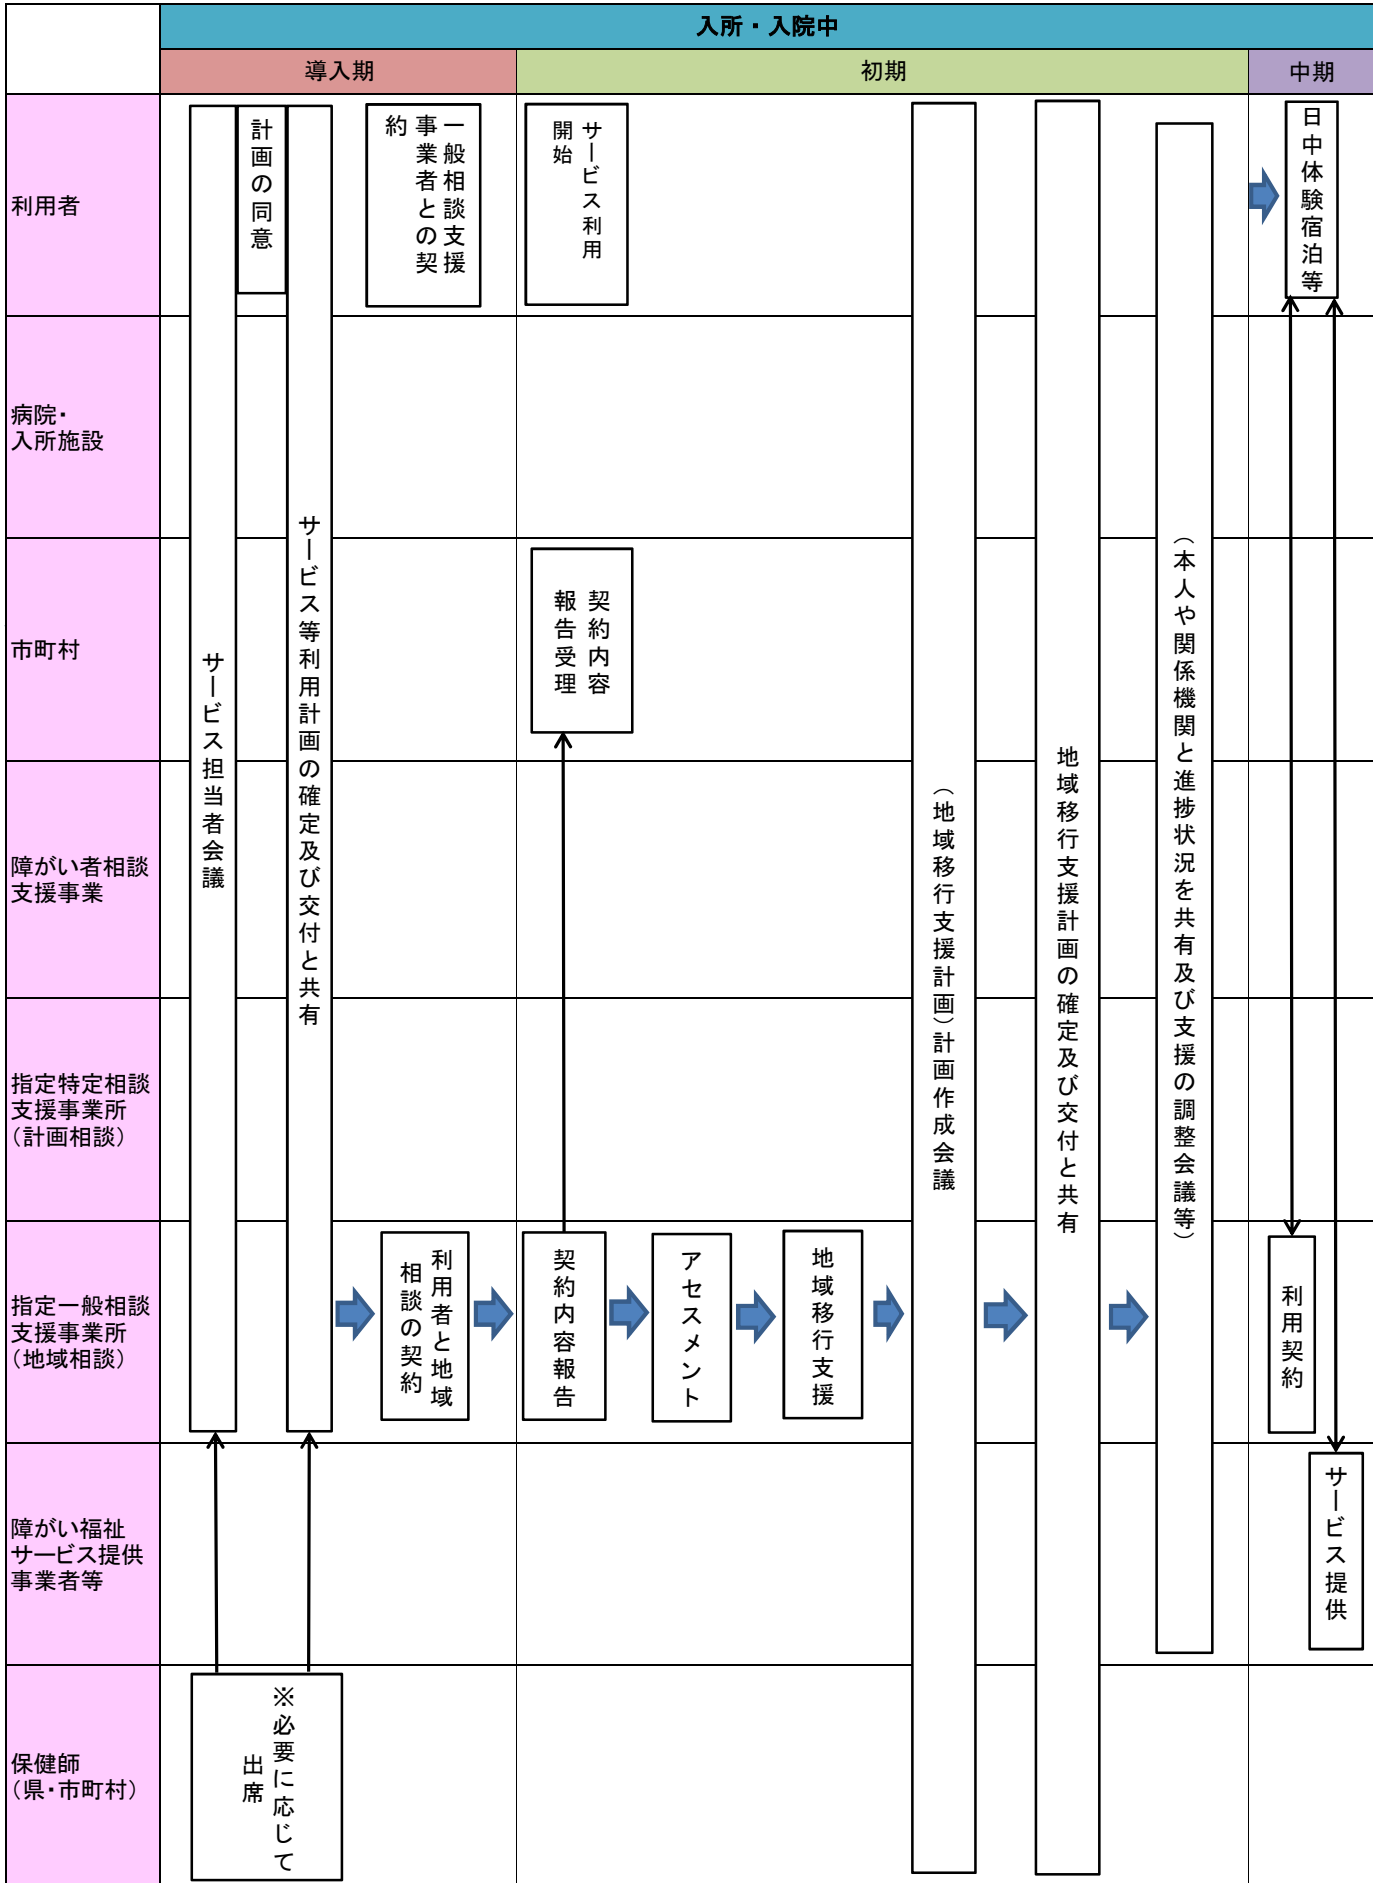 入所・入院中
導入期
初期
中期
利用者
計画の同意
一般相談支援
事業者との契
約
サービス利用
開始
日中体験宿泊等
病院・
入所施設
市町村
契約内容
報告受理
障がい者相談
支援事業
指定特定相談
支援事業所
（計画相談）
サービス担当者会議
サービス等利用計画の確定及び交付と共有
（地域移行支援計画）計画作成会議
地域移行支援計画の確定及び交付と共有
（本人や関係機関と進捗状況を共有及び支援の調整会議等）
指定一般相談
支援事業所
（地域相談）
利用者と地域
相談の契約
契約内容報告
アセスメント
地域移行支援
利用契約
障がい福祉
サービス提供
事業者等
サービス提供
保健師
（県・市町村）
※必要に応じて
出席